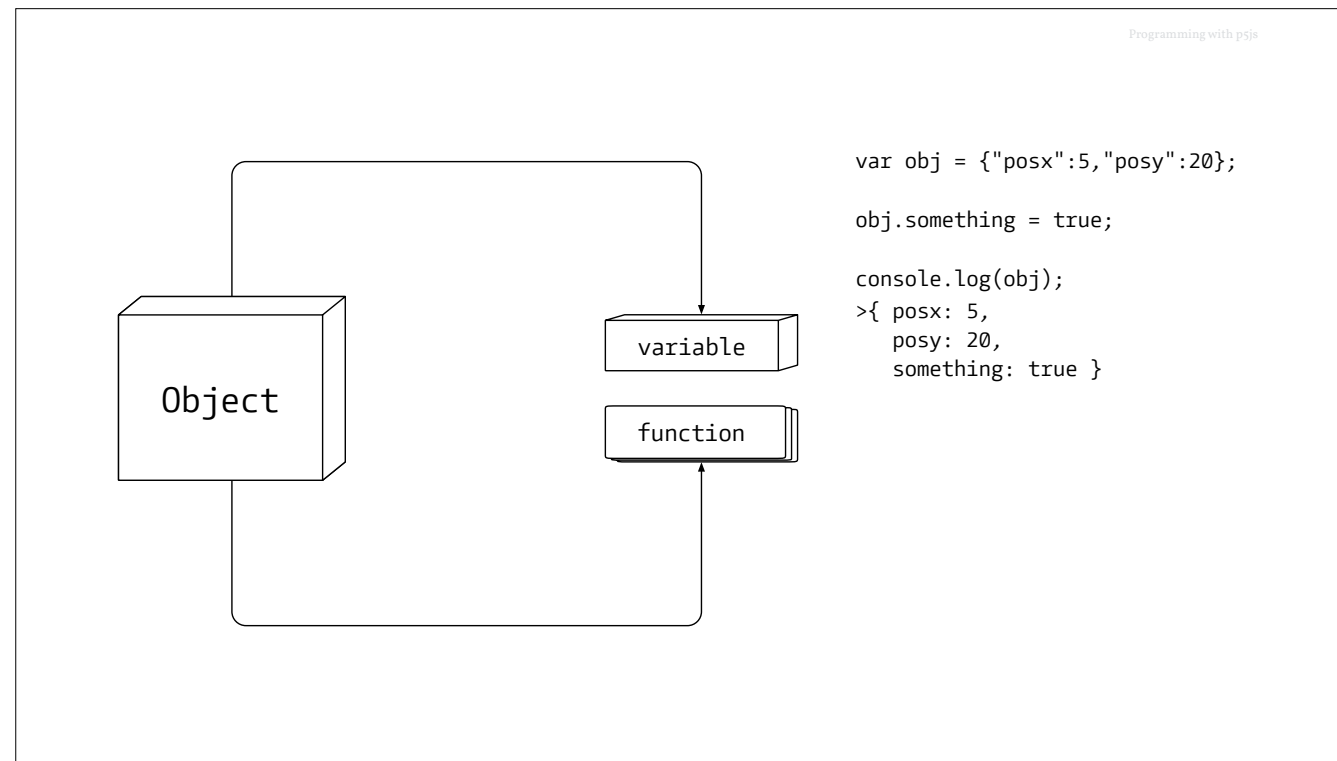 Programming with p5js
var obj = {"posx":5,"posy":20};
obj.something = true;
console.log(obj);
>{ posx: 5,
posy: 20,
something: true }
Object
variable
function